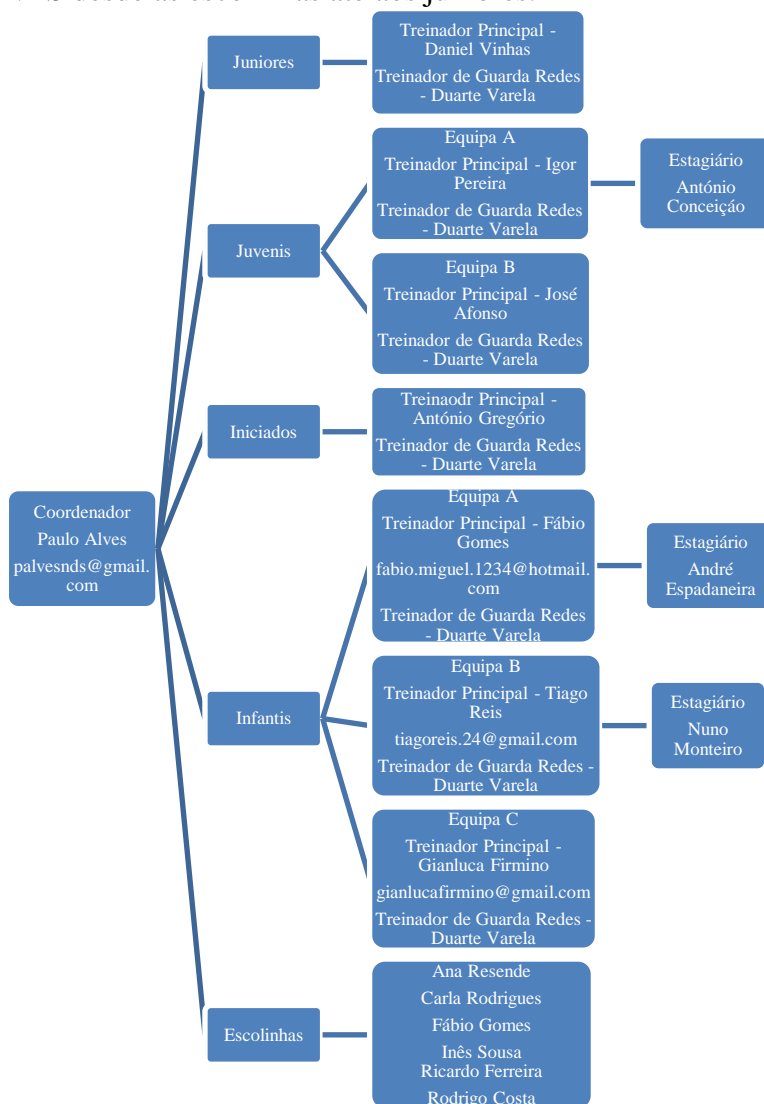 Juniores
Treinador Principal -
Daniel Vinhas
Treinador de Guarda Redes
- Duarte Varela
Juvenis
Equipa A
Treinador Principal - Igor
Pereira
Treinador de Guarda Redes
- Duarte Varela
Estagiário
António
Conceição
Equipa B
Treinador Principal - José
Afonso
Treinador de Guarda Redes
- Duarte Varela
Iniciados
Treinaodr Principal -
António Gregório
Treinador de Guarda Redes
- Duarte Varela
Coordenador
Paulo Alves
palvesnds@gmail.
com
Infantis
Equipa A
Treinador Principal - Fábio
Gomes
fabio.miguel.1234@hotmail.
com
Treinador de Guarda Redes
- Duarte Varela
Estagiário
André
Espadaneira
Equipa B
Treinador Principal - Tiago
Reis
tiagoreis.24@gmail.com
Treinador de Guarda Redes -
Duarte Varela
Estagiário
Nuno
Monteiro
Equipa C
Treinador Principal -
Gianluca Firmino
gianlucafirmino@gmail.com
Treinador de Guarda Redes -
Duarte Varela
Escolinhas
Ana Resende
Carla Rodrigues
Fábio Gomes
Inês Sousa
Ricardo Ferreira
Rodrigo Costa